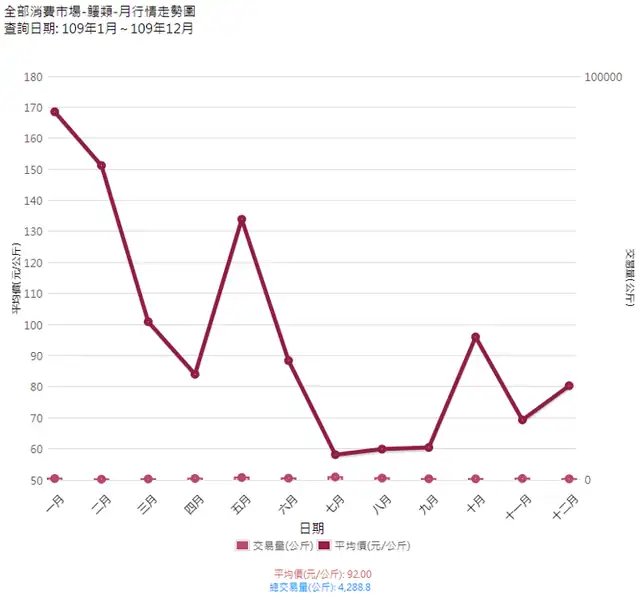 全部消費市場-鱷類-月行情走勢圖
查詢日期: 109年1月~109年12月
180
170
160
150
140
130
120
110
100
90
80
70
60
50
100000
0
平均價(元/公斤)
交易量(公斤)
一月
二月
三月
四月
五月
六月
七月
八月
九月
十月
十一月
十二月
日期
交易量(公斤) 平均價(元/公斤)
平均價(元/公斤): 92.00
總交易量(公斤): 4,288.8